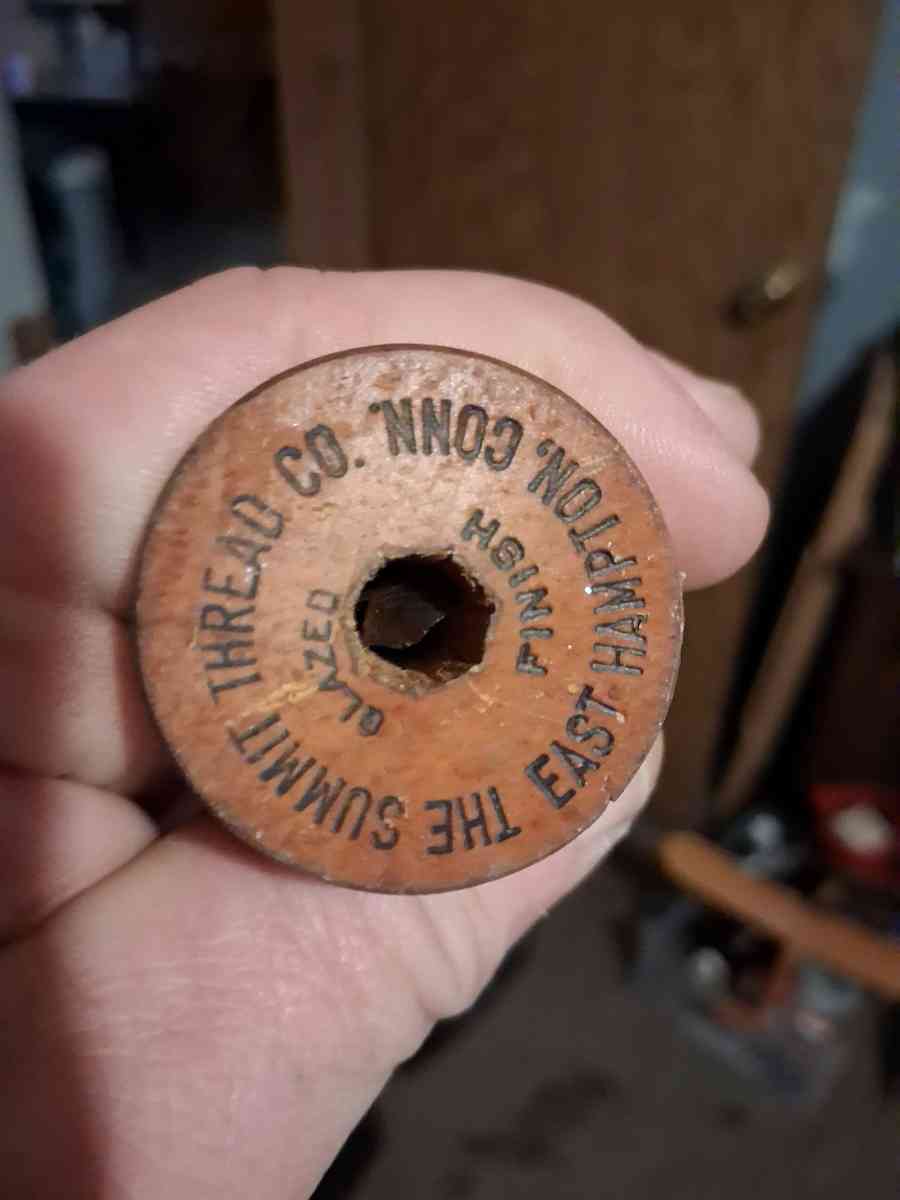 THE SUMMIT THREAD CO.
EAST HAMPTON, CONN.
GLAZED
FINISH